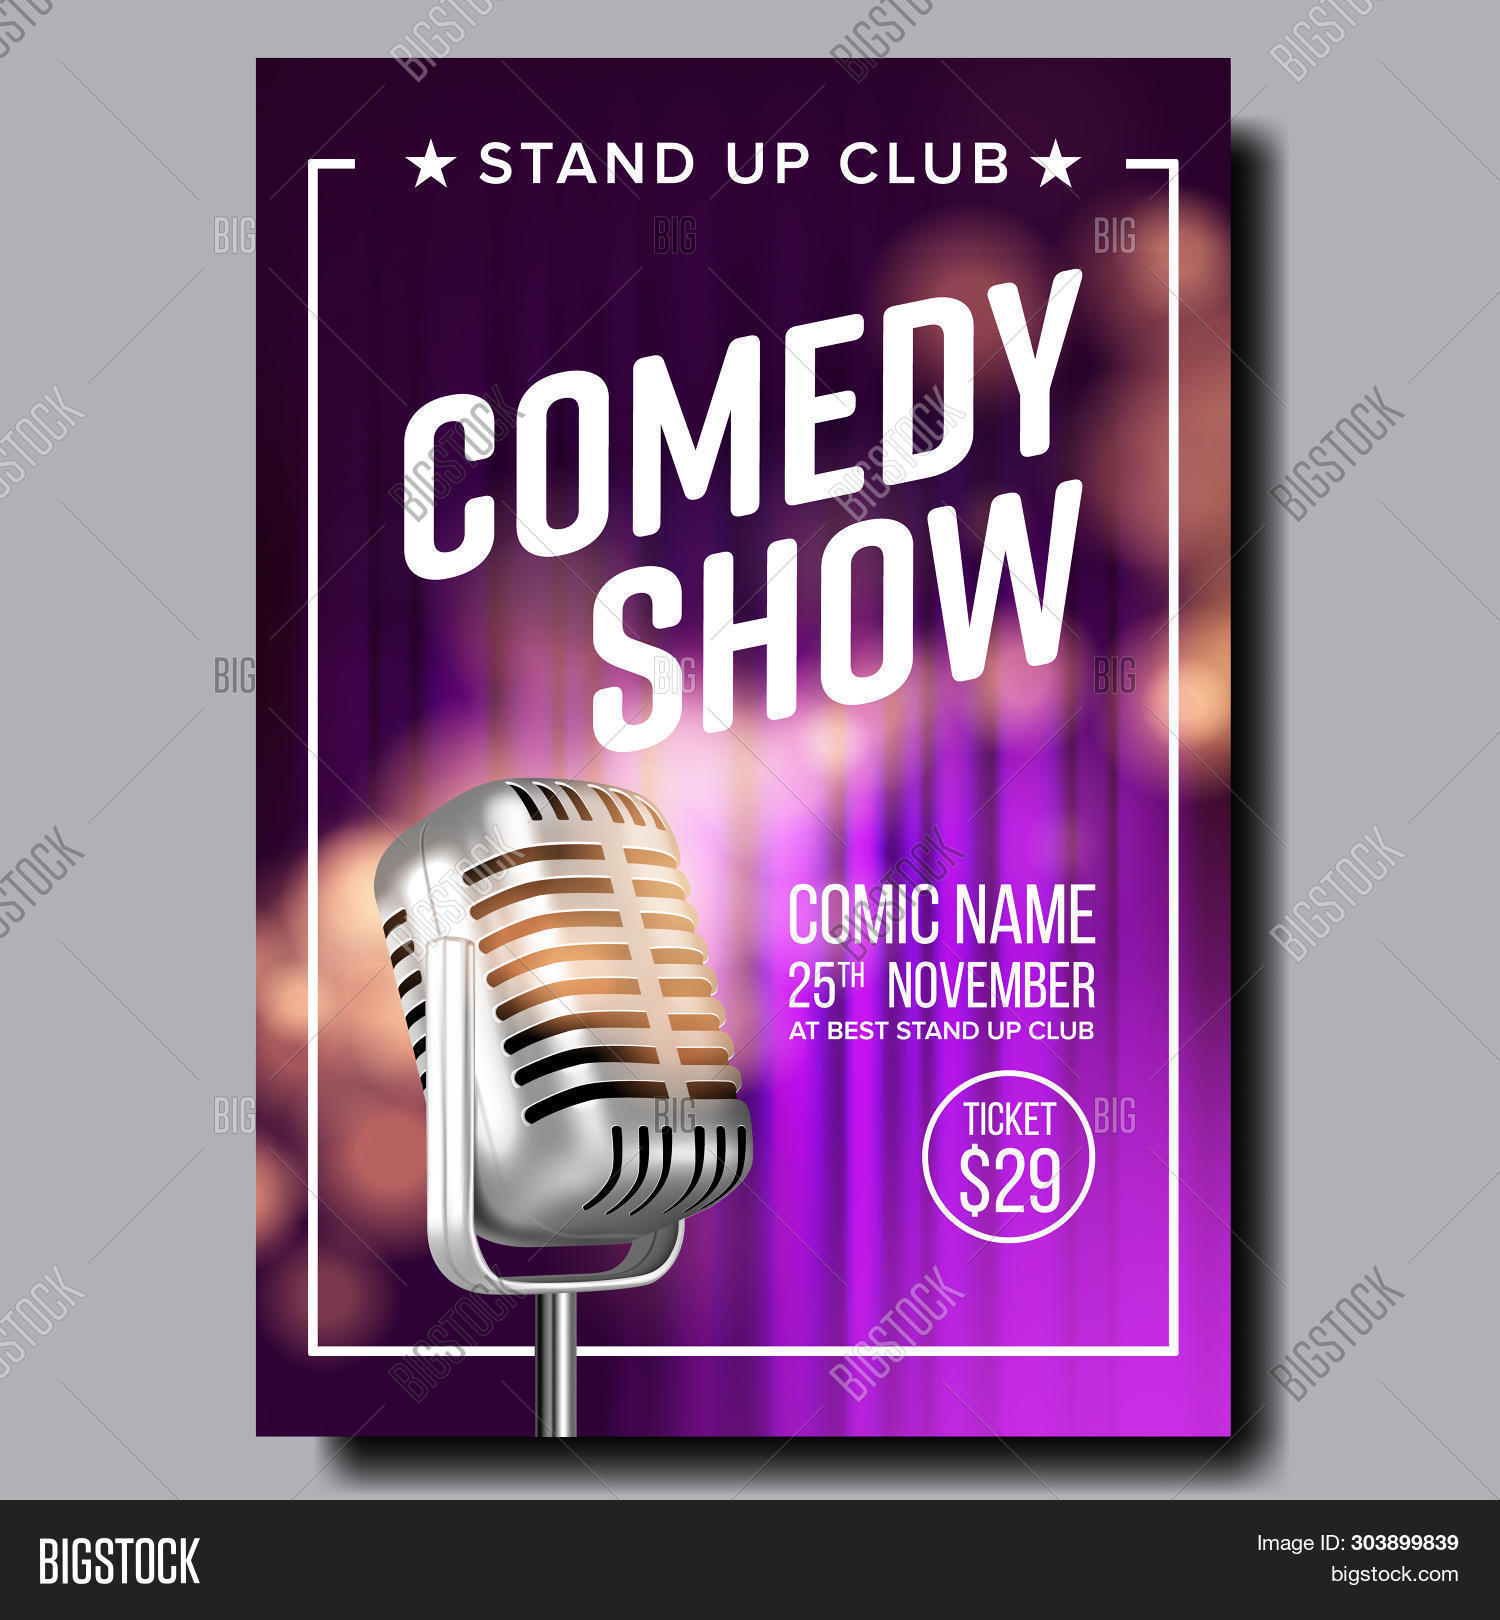 ★ STAND UP CLUB ★
COMEDY
SHOW
COMIC NAME
25TH NOVEMBER
AT BEST STAND UP CLUB
TICKET
$29
BIGSTOCK
Image ID: 303899839
bigstock.com